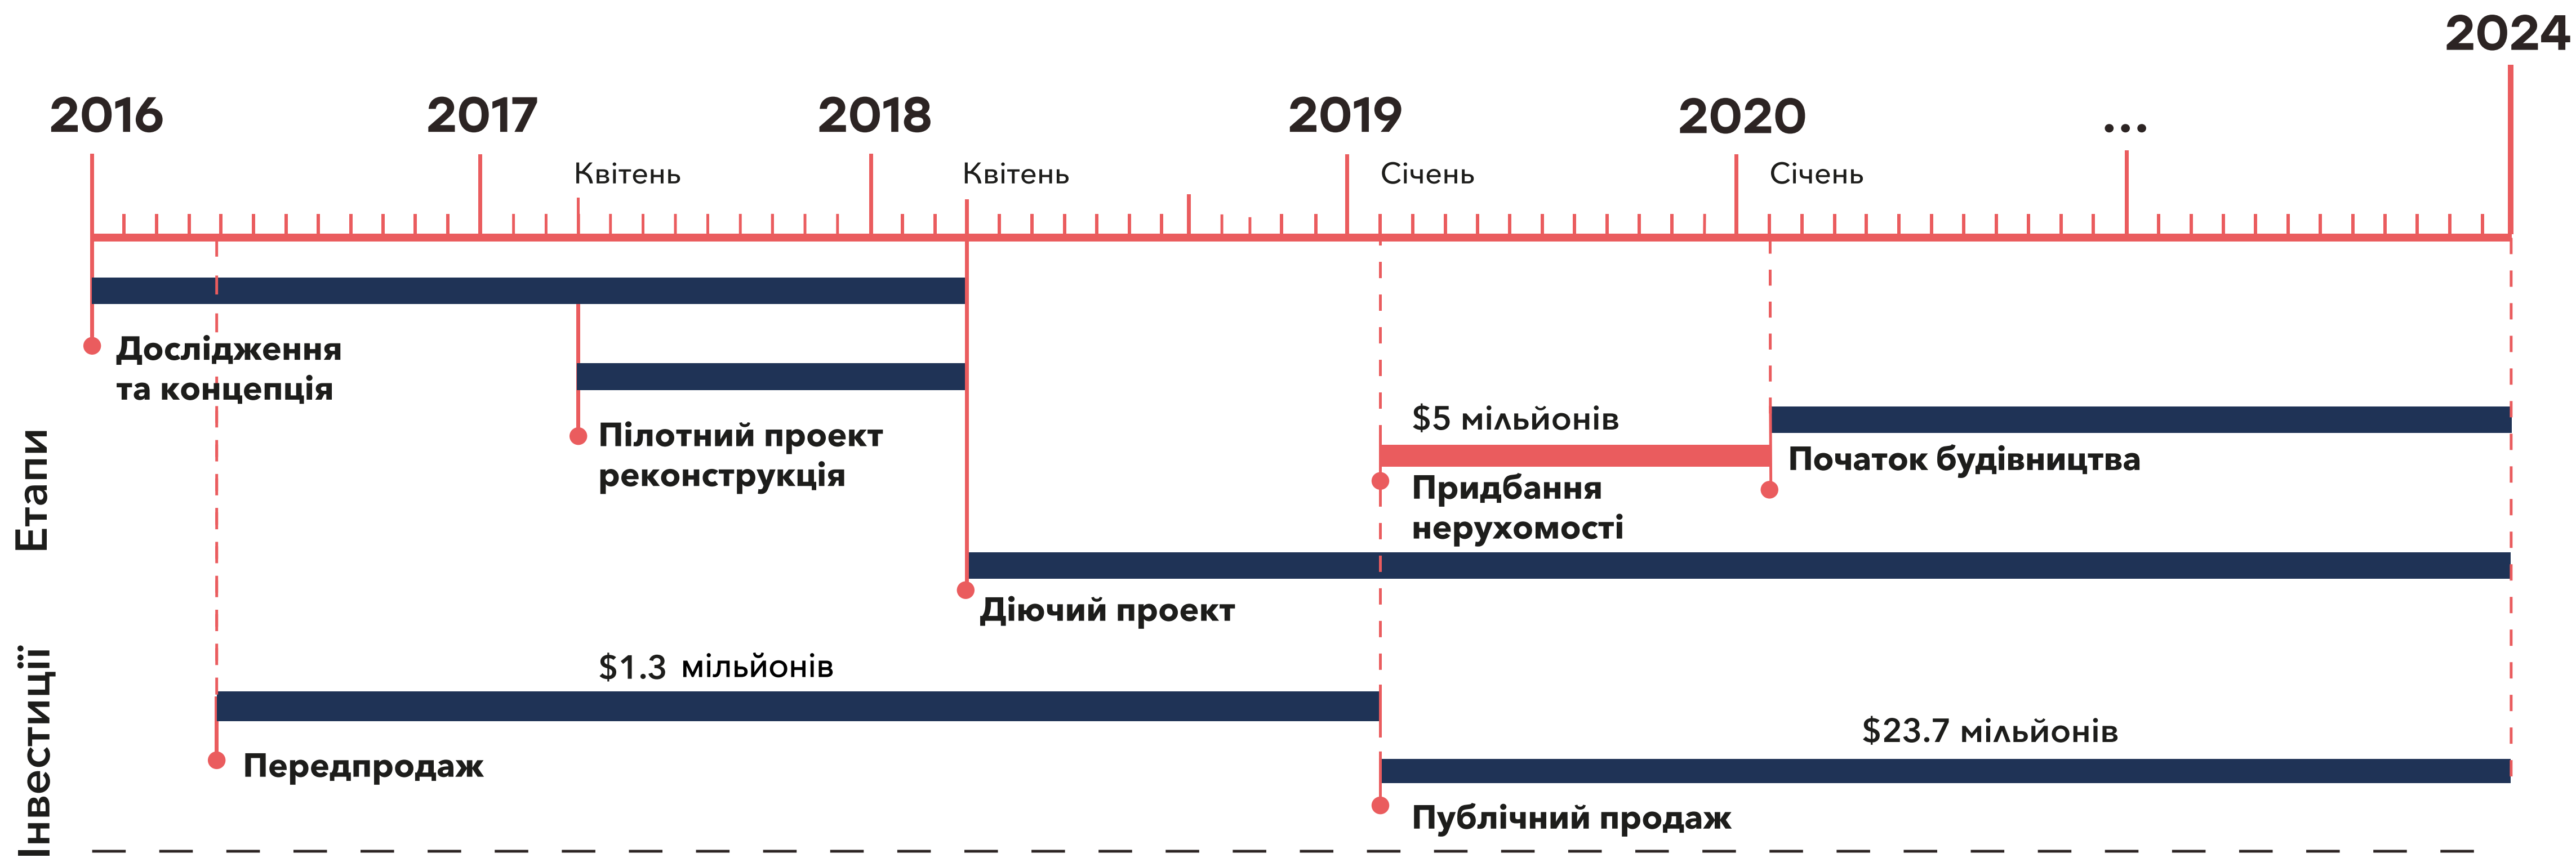 2024
2016
2017
2018
2019
2020
...
Квітень
Квітень
Січень
Січень
Дослідження
та концепція
Пілотний проект
реконструкція
$5 мільйонів
Придбання
нерухомості
Початок будівництва
Діючий проект
Етапи
$1.3 мільйонів
Передпродаж
$23.7 мільйонів
Публічний продаж
Інвестиції